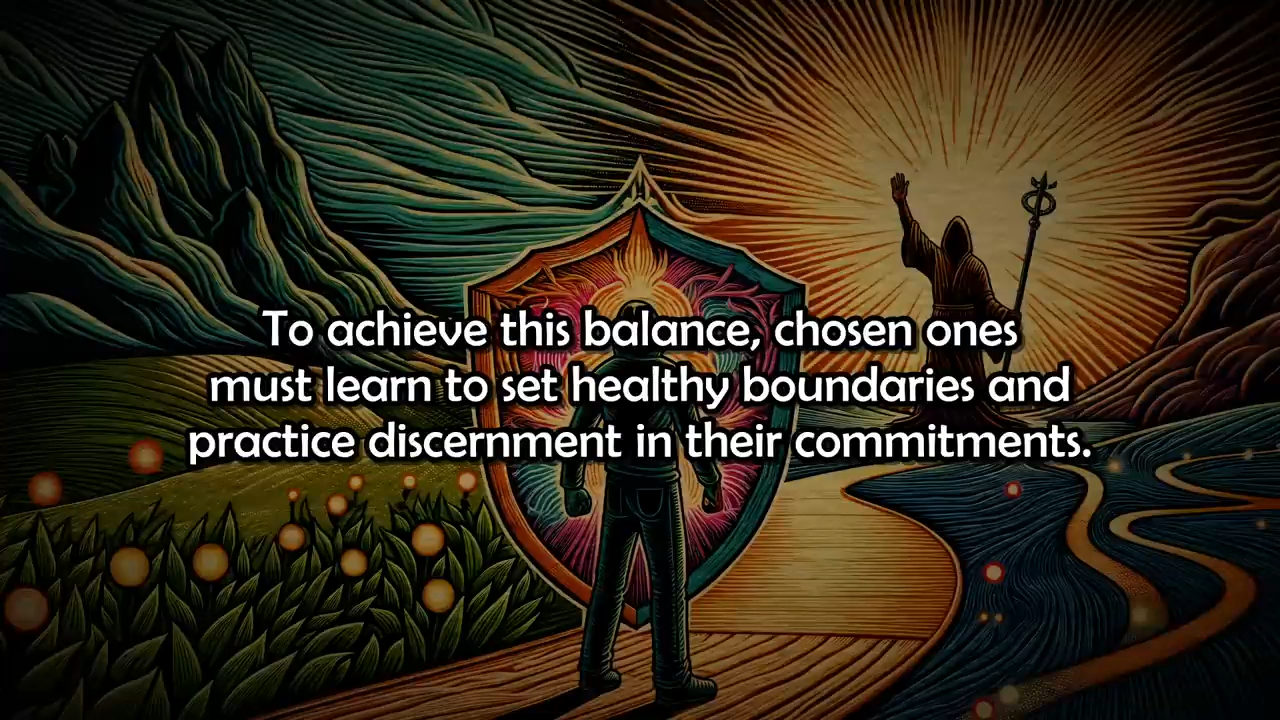 To achieve this balance, chosen ones
must learn to set healthy boundaries and
practice discernment in their commitments.